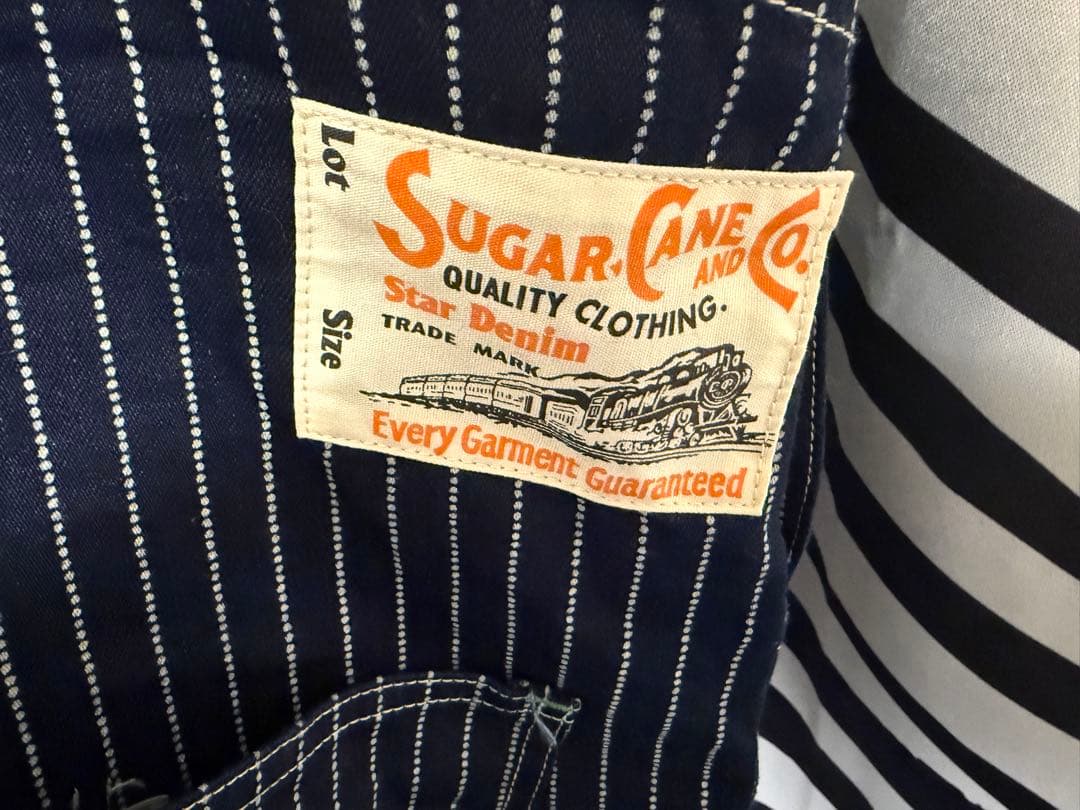 Lot
Size
SUGAR CANE AND CO.
QUALITY CLOTHING.
Star Denim
TRADE MARK
Every Garment Guaranteed